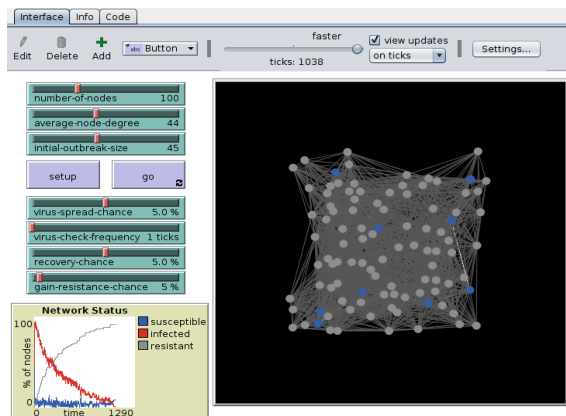 Interface Info Code
Edit Delete Add abc Button faster view updates
ticks: 1038 on ticks Settings...
number-of-nodes 100
average-node-degree 44
initial-outbreak-size 45
setup go
virus-spread-chance 5.0 %
virus-check-frequency 1 ticks
recovery-chance 5.0 %
gain-resistance-chance 5 %
Network Status
100
% of nodes
0
0 time 1290
susceptible
infected
resistant